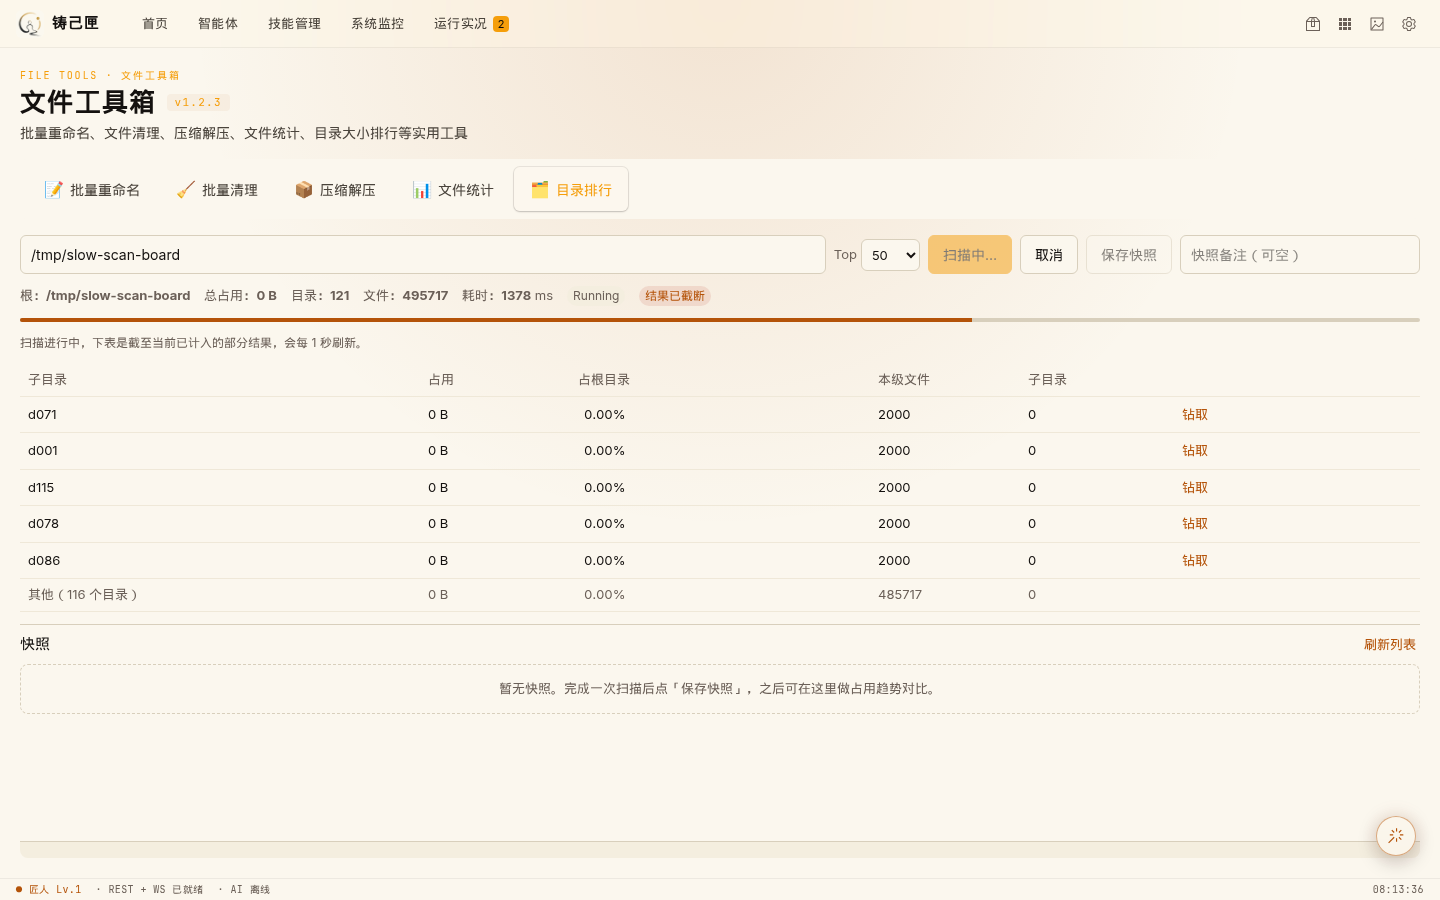 铸己匣 首页 智能体 技能管理 系统监控 运行实况 2
FILE TOOLS · 文件工具箱
文件工具箱 v1.2.3
批量重命名、文件清理、压缩解压、文件统计、目录大小排行等实用工具
批量重命名 批量清理 压缩解压 文件统计 目录排行
/tmp/slow-scan-board Top 50 扫描中... 取消 保存快照 快照备注（可空）
根：/tmp/slow-scan-board 总占用：0 B 目录：121 文件：495717 耗时：1378 ms Running 结果已截断
扫描进行中，下表是截至当前已计入的部分结果，会每 1 秒刷新。
子目录 占用 占根目录 本级文件 子目录
d071 0 B 0.00% 2000 0 钻取
d001 0 B 0.00% 2000 0 钻取
d115 0 B 0.00% 2000 0 钻取
d078 0 B 0.00% 2000 0 钻取
d086 0 B 0.00% 2000 0 钻取
其他（116 个目录） 0 B 0.00% 485717 0
快照 刷新列表
暂无快照。完成一次扫描后点「保存快照」，之后可在这里做占用趋势对比。
匠人 Lv.1 · REST + WS 已就绪 · AI 离线 08:13:36